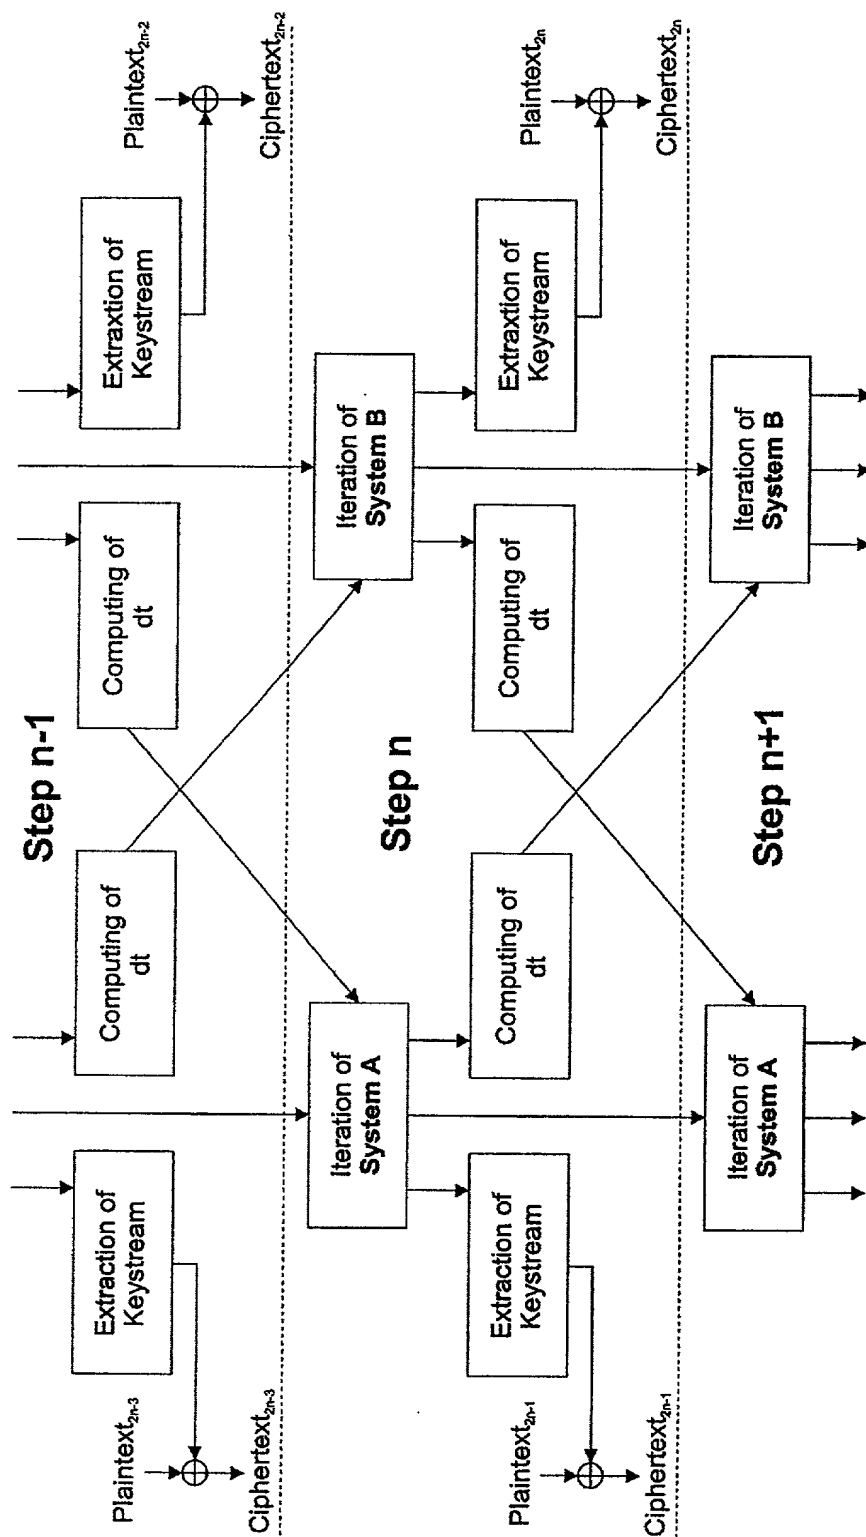 Step n-1
Extraction of
Keystream
Computing of
dt
Computing of
dt
Extraxtion of
Keystream
Plaintext2n-3
Plaintext2n-2
Ciphertext2n-3
Ciphertext2n-2
Iteration of
System A
Iteration of
System B
Step n
Extraction of
Keystream
Computing of
dt
Computing of
dt
Extraxtion of
Keystream
Plaintext2n-1
Plaintext2n
Ciphertext2n-1
Ciphertext2n
Iteration of
System A
Step n+1
Iteration of
System B